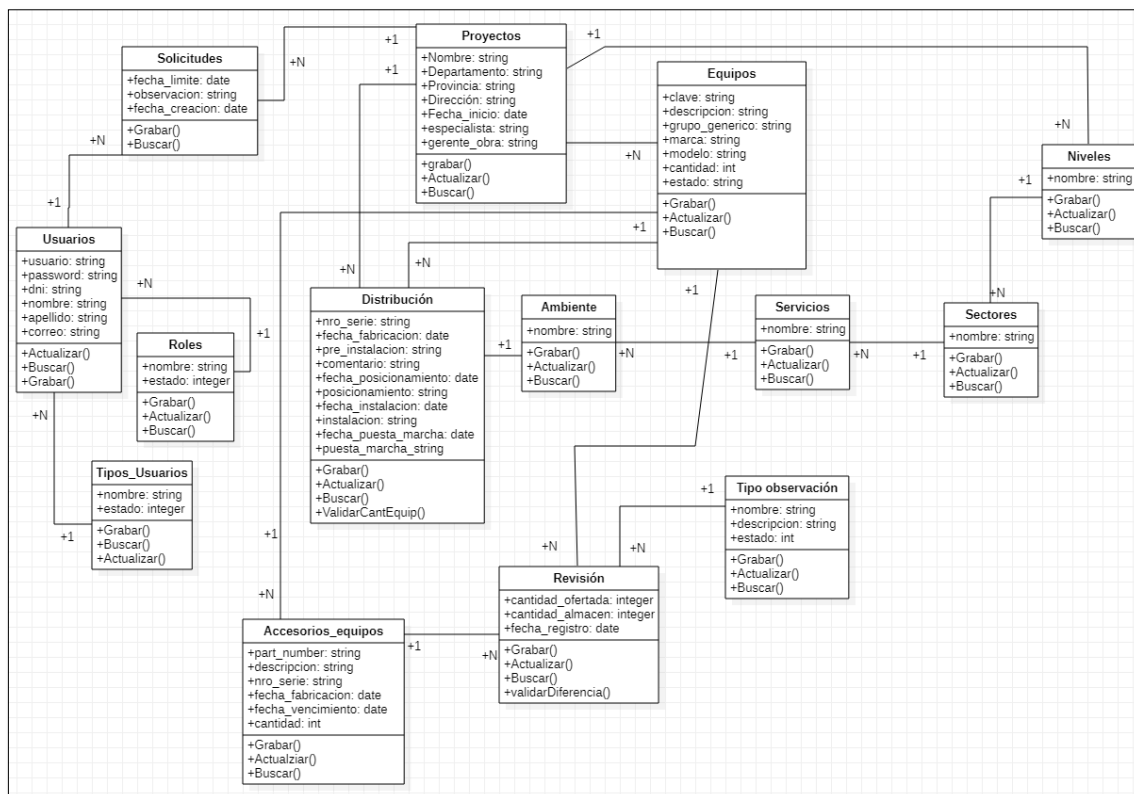 Proyectos
+Nombre: string
+Departamento: string
+Provincia: string
+Dirección: string
+Fecha_inicio: date
+especialista: string
+gerente_obra: string
+grabar()
+Actualizar()
+Buscar()
+1
+1
+1
+N
Solicitudes
+fecha_limite: date
+observacion: string
+fecha_creacion: date
+Grabar()
+Buscar()
+N
+1
Equipos
+clave: string
+descripcion: string
+grupo_generico: string
+marca: string
+modelo: string
+cantidad: int
+estado: string
+Grabar()
+Actualizar()
+Buscar()
+N
+1
+1
+N
Niveles
+nombre: string
+Grabar()
+Actualizar()
+Buscar()
+1
+N
Usuarios
+usuario: string
+password: string
+dni: string
+nombre: string
+apellido: string
+correo: string
+Actualizar()
+Buscar()
+Grabar()
+N
+1
+N
+1
Roles
+nombre: string
+estado: integer
+Grabar()
+Actualizar()
+Buscar()
Tipos_Usuarios
+nombre: string
+estado: integer
+Grabar()
+Buscar()
+Actualizar()
+N
+N
Distribución
+nro_serie: string
+fecha_fabricacion: date
+pre_instalacion: string
+comentario: string
+fecha_posicionamiento: date
+posicionamiento: string
+fecha_instalacion: date
+instalacion: string
+fecha_puesta_marcha: date
+puesta_marcha_string
+Grabar()
+Actualizar()
+Buscar()
+ValidarCantEquip()
+1
Ambiente
+nombre: string
+Grabar()
+Actualizar()
+Buscar()
+N
+1
Servicios
+nombre: string
+Grabar()
+Actualizar()
+Buscar()
+N
+1
Sectores
+nombre: string
+Grabar()
+Actualizar()
+Buscar()
Tipo observación
+nombre: string
+descripcion: string
+estado: int
+Grabar()
+Actualizar()
+Buscar()
+1
+N
+N
Revisión
+cantidad_ofertada: integer
+cantidad_almacen: integer
+fecha_registro: date
+Grabar()
+Actualizar()
+Buscar()
+validarDiferencia()
+N
+1
+1
+N
Accesorios_equipos
+part_number: string
+descripcion: string
+nro_serie: string
+fecha_fabricacion: date
+fecha_vencimiento: date
+cantidad: int
+Grabar()
+Actualziar()
+Buscar()